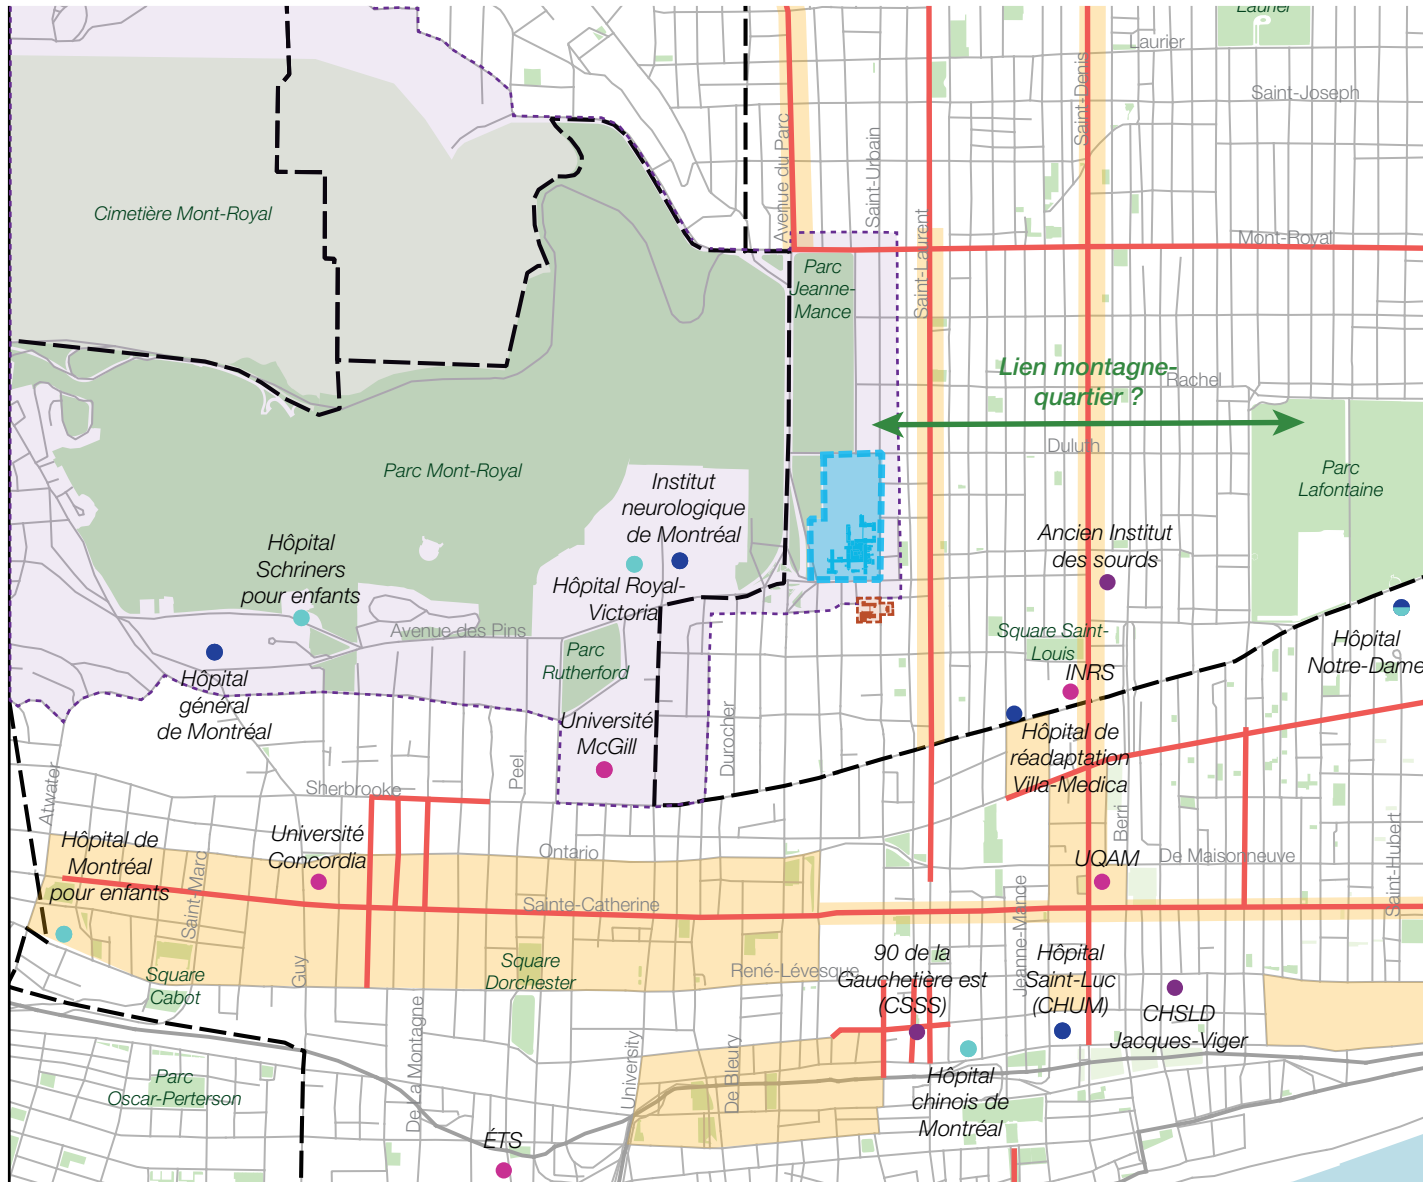 Laurier
Laurier
Saint-Joseph
Saint-Denis
Avenue du Parc
Saint-Urbain
Saint-Laurent
Mont-Royal
Cimetière Mont-Royal
Parc
Jeanne-
Mance
Lien montagne-
quartier ?
Rachel
Duluth
Parc
Lafontaine
Parc Mont-Royal
Institut
neurologique
de Montréal
Hôpital
Schriners
pour enfants
Hôpital Royal-
Victoria
Ancien Institut
des sourds
Avenue des Pins
Square Saint-
Louis
Hôpital
Notre-Dame
Parc
Rutherford
INRS
Hôpital
général
de Montréal
Université
McGill
Durocher
Hôpital de
réadaptation
Villa-Medica
Peel
Atwater
Sherbrooke
Berri
Saint-Hubert
Hôpital de
Montréal
pour enfants
Saint-Marc
Université
Concordia
Ontario
UQAM
De Maisonneuve
Sainte-Catherine
Jeanne-Mance
Guy
Square
Cabot
Square
Dorchester
René-Lévesque
90 de la
Gauchetière est
(CSSS)
Hôpital
Saint-Luc
(CHUM)
CHSLD
Jacques-Viger
De La Montagne
University
De Bleury
Parc
Oscar-Perterson
Hôpital
chinois de
Montréal
ÉTS